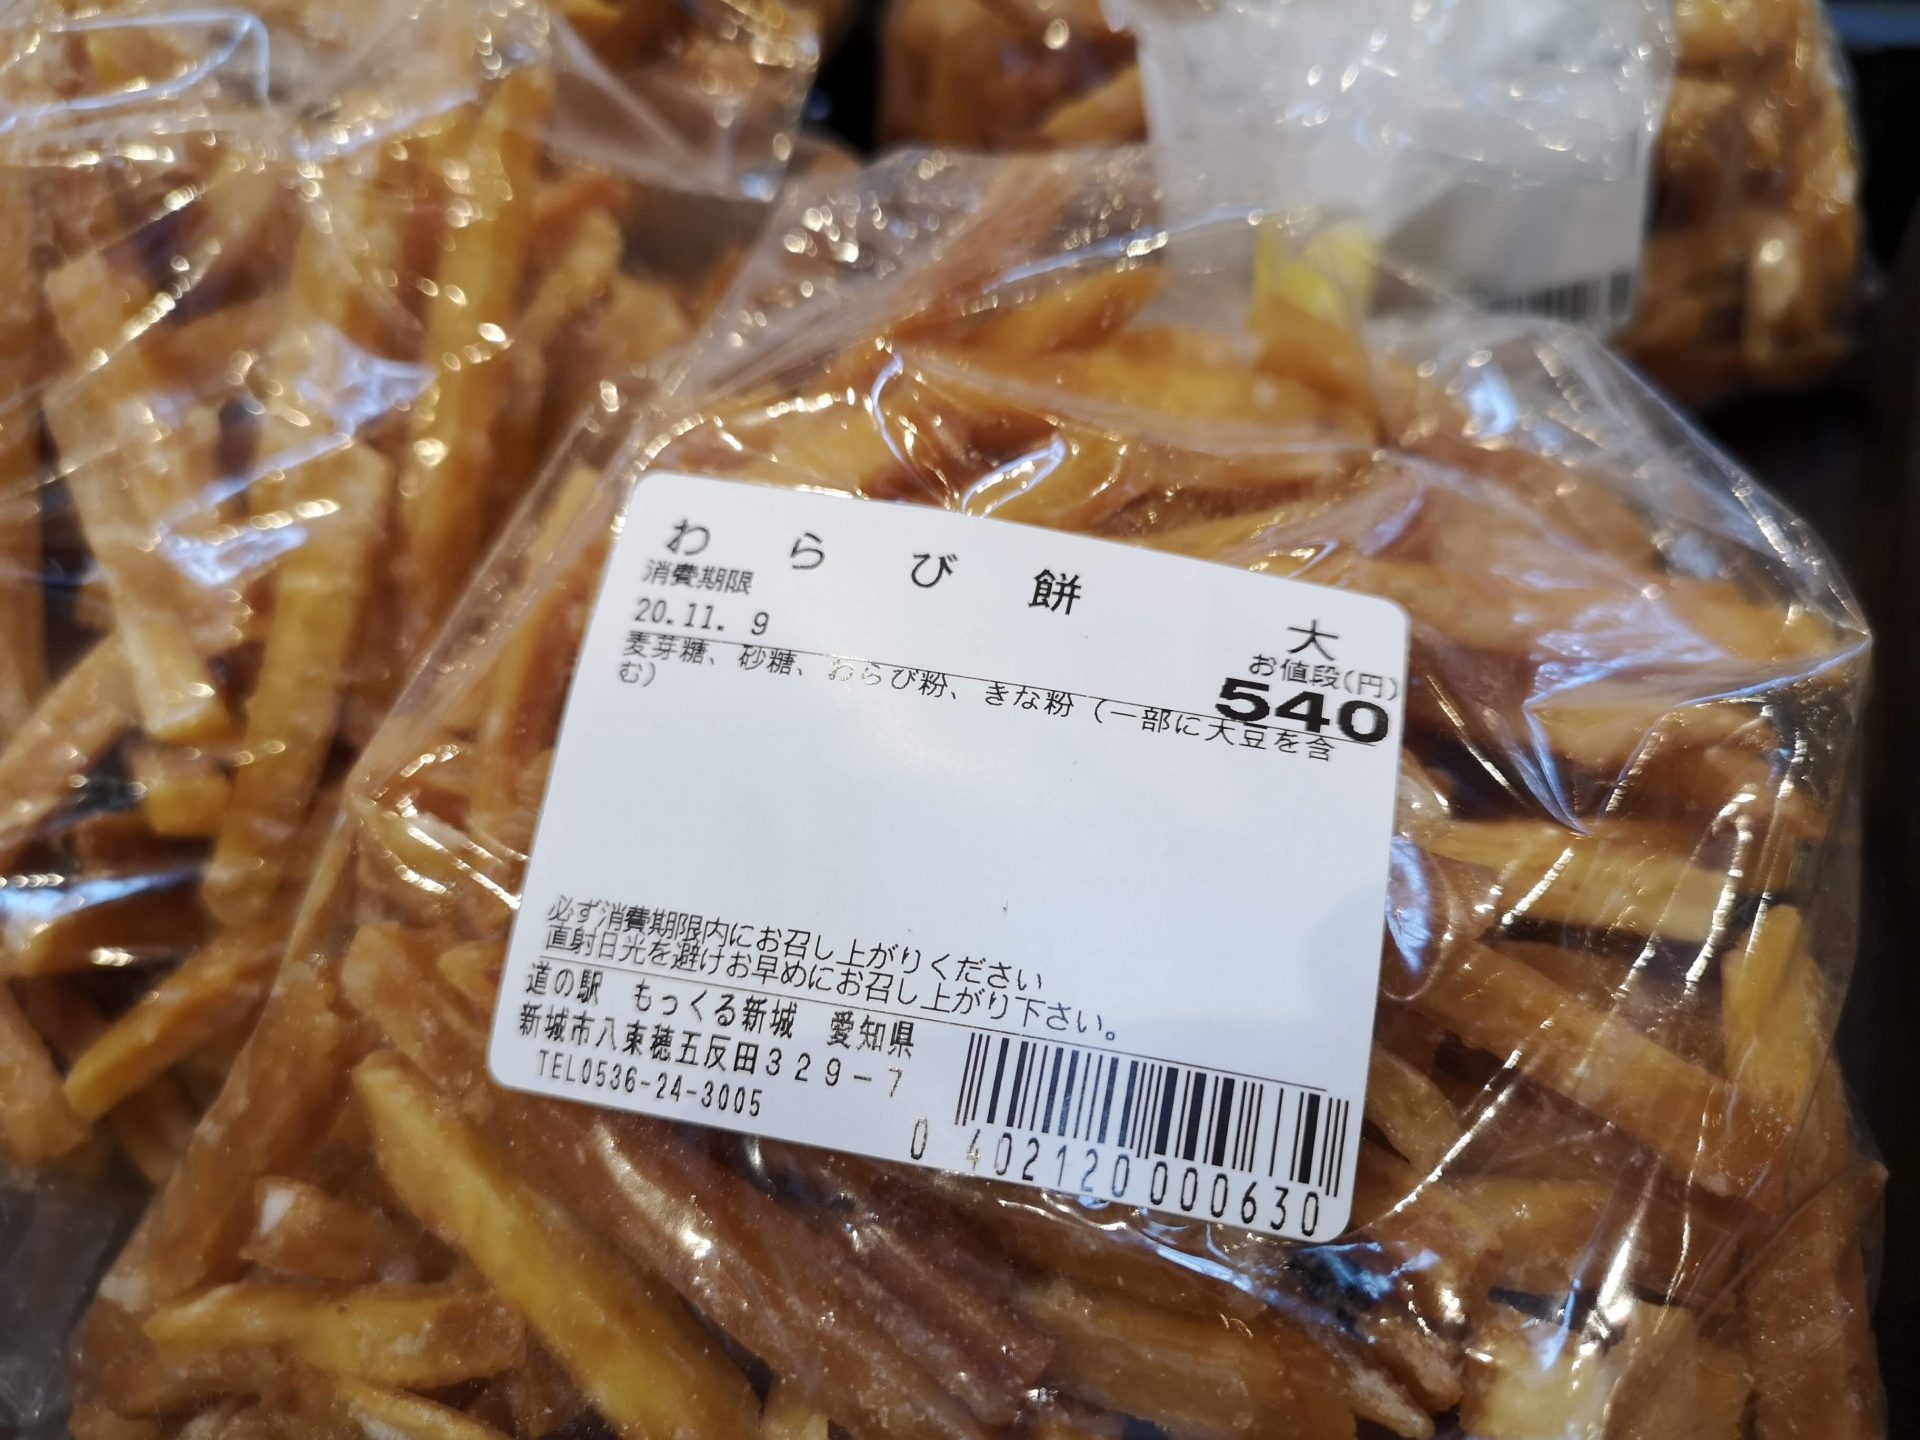 わらび餅 大
消費期限
20.11. 9
お値段(円)
540
麦芽糖、砂糖、わらび粉、きな粉(一部に大豆を含
む)
必ず消費期限内にお召し上がりください
直射日光を避けお早めにお召し上がり下さい。
道の駅 もっくる新城 愛知県
新城市八束穂五反田329-7
TEL0536-24-3005
0 402120 000630